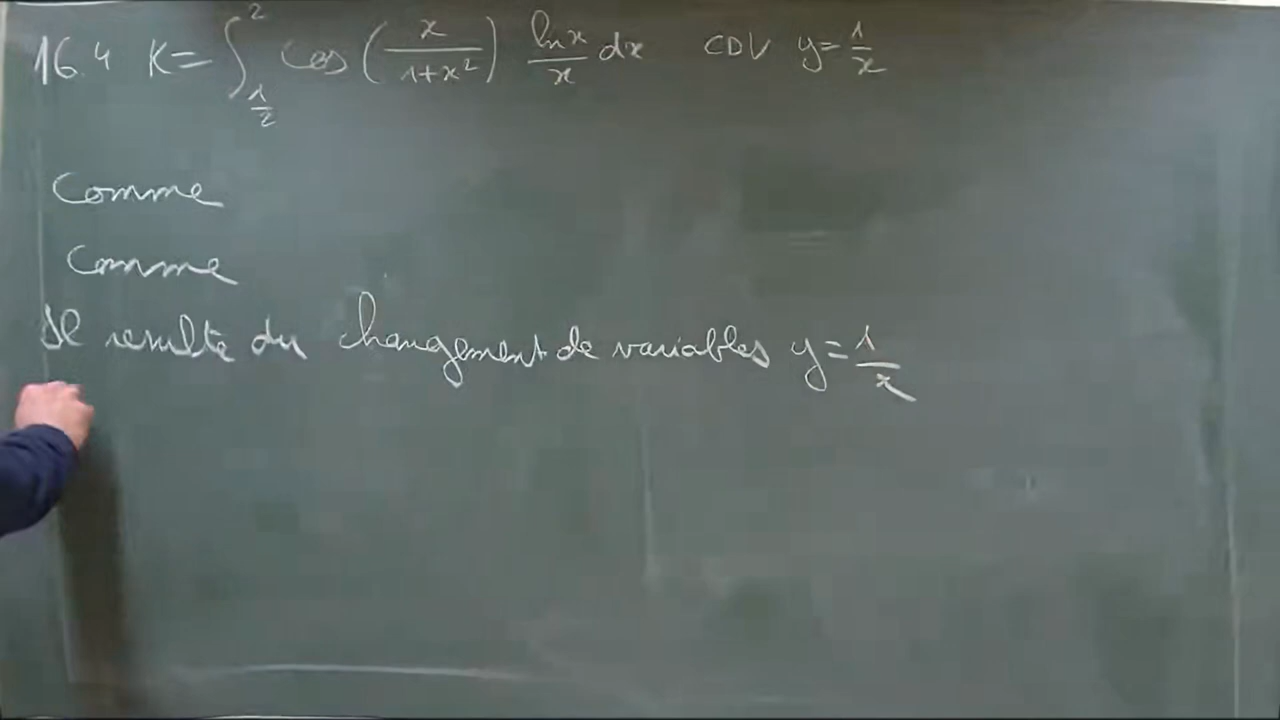 16.4 K = ∫_{1/2}^{2} cos(x/(1+x²)) ln x/x dx CDV y = 1/x
Comme
Comme
Il resulte du changement de variables y = 1/x